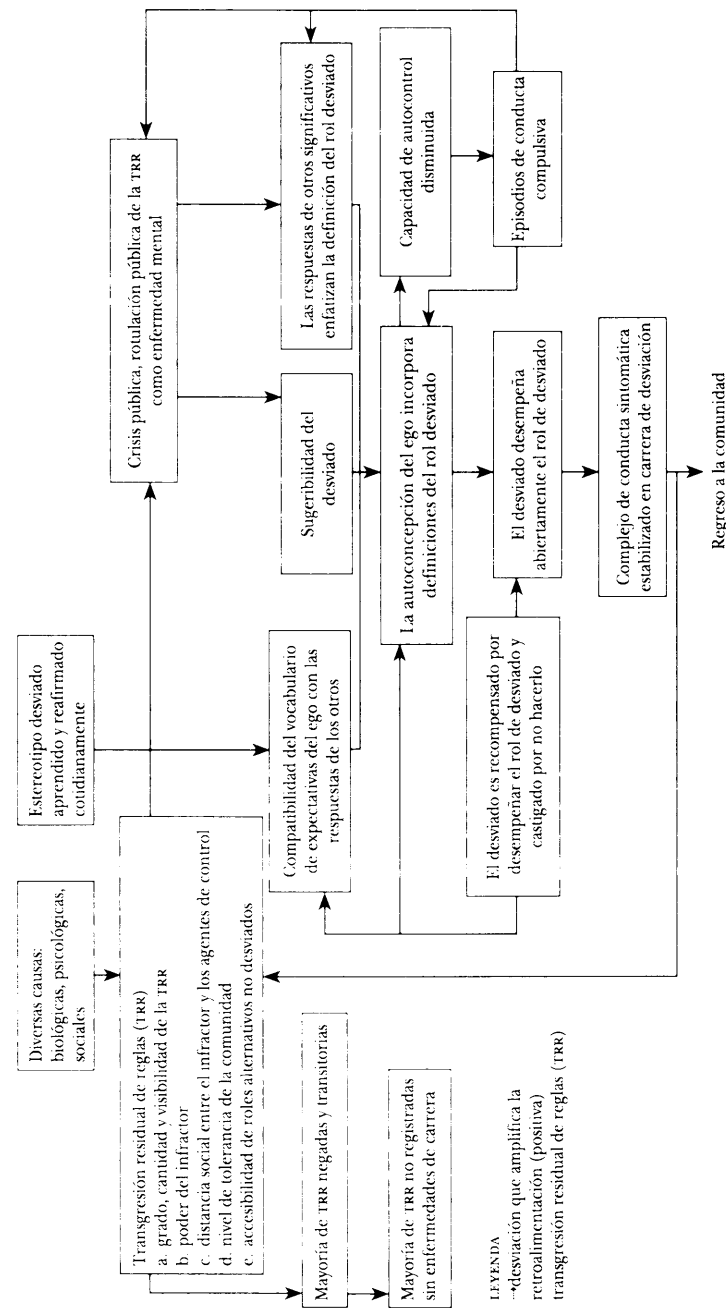 Diversas causas:
biológicas, psicológicas,
sociales
Estereotipo desviado
aprendido y reafirmado
cotidianamente
Transgresión residual de reglas (TRR)
a. grado, cantidad y visibilidad de la TRR
b. poder del infractor
c. distancia social entre el infractor y los agentes de control
d. nivel de tolerancia de la comunidad
e. accesibilidad de roles alternativos no desviados
Crisis pública, rotulación pública de la TRR
como enfermedad mental
Mayoría de TRR negadas y transitorias
Mayoría de TRR no registradas
sin enfermedades de carrera
Compatibilidad del vocabulario
de expectativas del ego con las
respuestas de los otros
Sugeribilidad del
desviado
Las respuestas de otros significativos
enfatizan la definición del rol desviado
La autoconcepción del ego incorpora
definiciones del rol desviado
Capacidad de autocontrol
disminuida
El desviado es recompensado por
desempeñar el rol de desviado y
castigado por no hacerlo
El desviado desempeña
abiertamente el rol de desviado
Episodios de conducta
compulsiva
Complejo de conducta sintomática
estabilizado en carrera de desviación
Regreso a la comunidad
LEYENDA
desviación que amplifica la
retroalimentación (positiva)
transgresión residual de reglas (TRR)